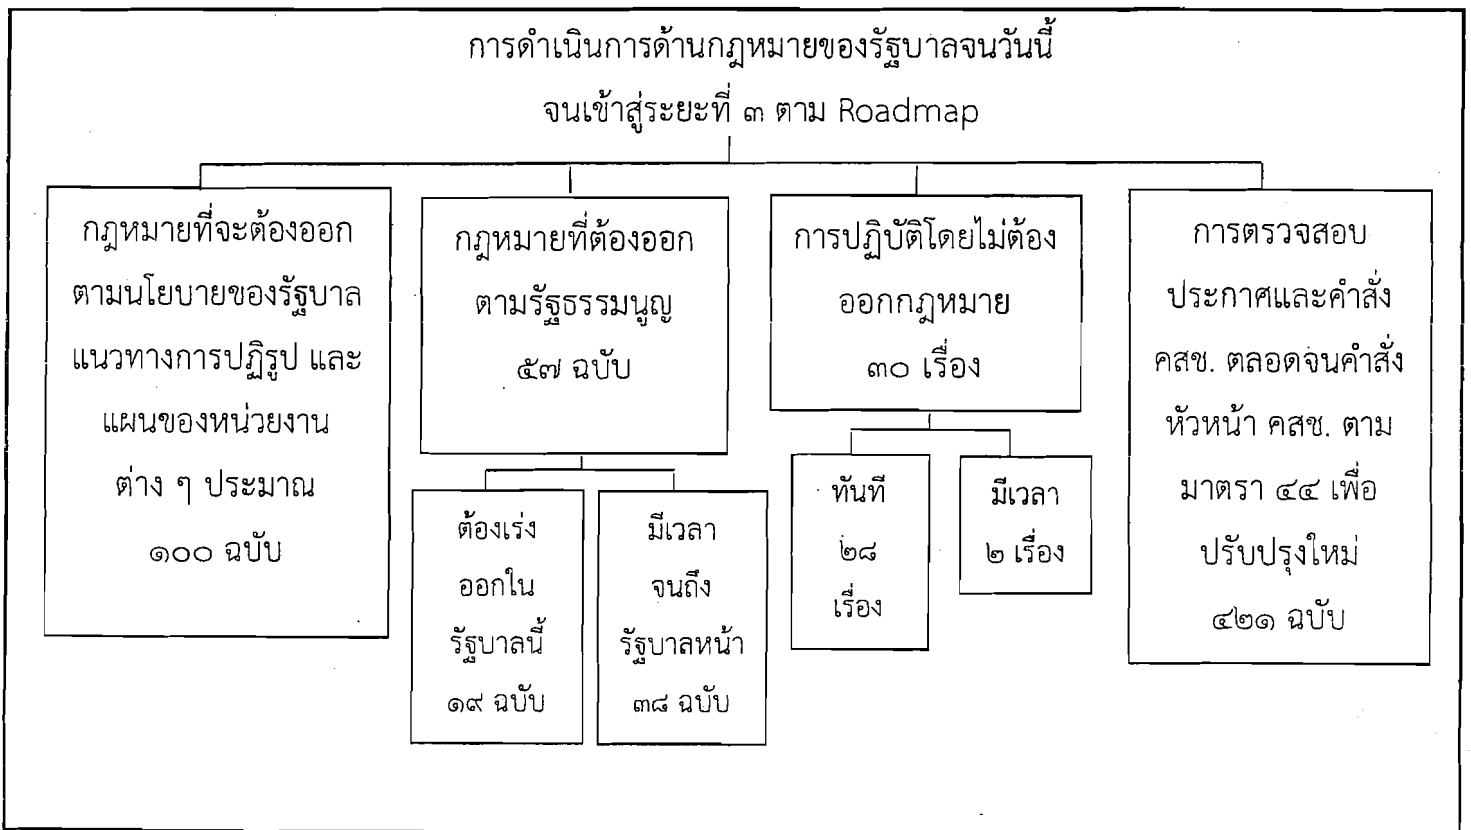 การดำเนินการด้านกฎหมายของรัฐบาลจนวันนี้
จนเข้าสู่ระยะที่ ๓ ตาม Roadmap
กฎหมายที่จะต้องออก
ตามนโยบายของรัฐบาล
แนวทางการปฏิรูป และ
แผนของหน่วยงาน
ต่าง ๆ ประมาณ
๑๐๐ ฉบับ
กฎหมายที่ต้องออก
ตามรัฐธรรมนูญ
๕๗ ฉบับ
ต้องเร่ง
ออกใน
รัฐบาลนี้
๑๙ ฉบับ
มีเวลา
จนถึง
รัฐบาลหน้า
๓๘ ฉบับ
การปฏิบัติโดยไม่ต้อง
ออกกฎหมาย
๓๐ เรื่อง
ทันที
๒๘
เรื่อง
มีเวลา
๒ เรื่อง
การตรวจสอบ
ประกาศและคำสั่ง
คสช. ตลอดจนคำสั่ง
หัวหน้า คสช. ตาม
มาตรา ๔๔ เพื่อ
ปรับปรุงใหม่
๔๒๑ ฉบับ